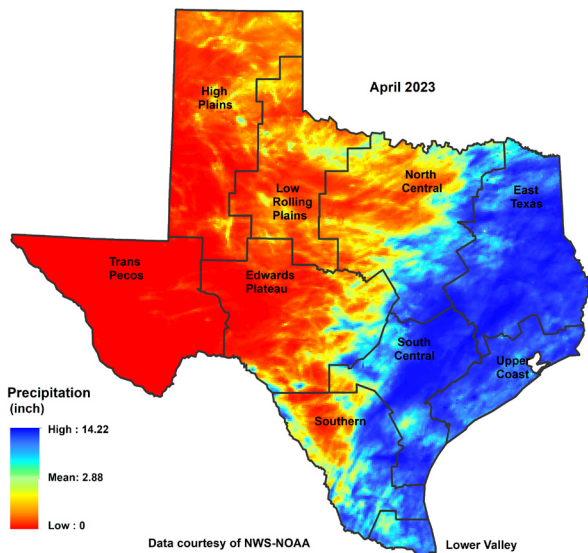 April 2023
High
Plains
North
Central
East
Texas
Low
Rolling
Plains
Trans
Pecos
Edwards
Plateau
South
Central
Upper
Coast
Southern
Precipitation
(inch)
High : 14.22
Mean: 2.88
Low : 0
Data courtesy of NWS-NOAA
Lower Valley